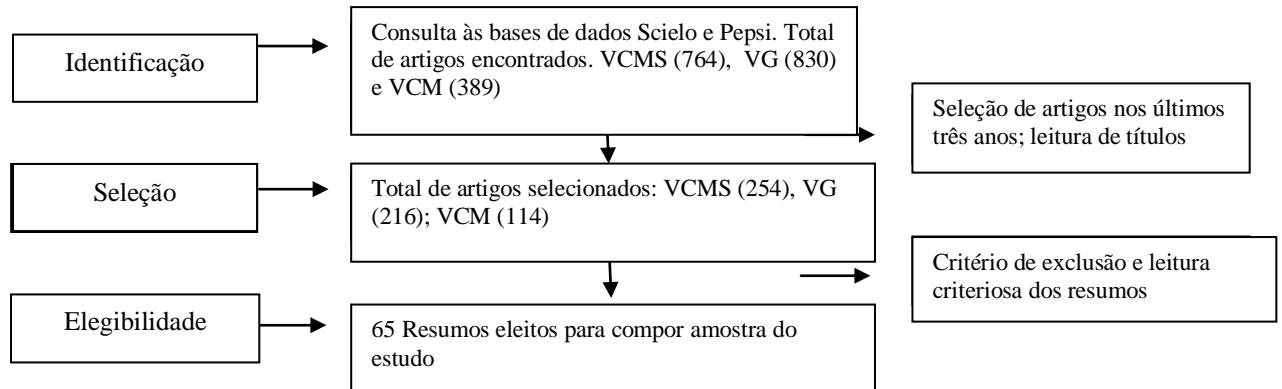 Identificação
Consulta às bases de dados Scielo e Pepsi. Total
de artigos encontrados. VCMS (764), VG (830)
e VCM (389)
Seleção de artigos nos últimos
três anos; leitura de títulos
Seleção
Total de artigos selecionados: VCMS (254), VG
(216); VCM (114)
Critério de exclusão e leitura
criteriosa dos resumos
Elegibilidade
65 Resumos eleitos para compor amostra do
estudo